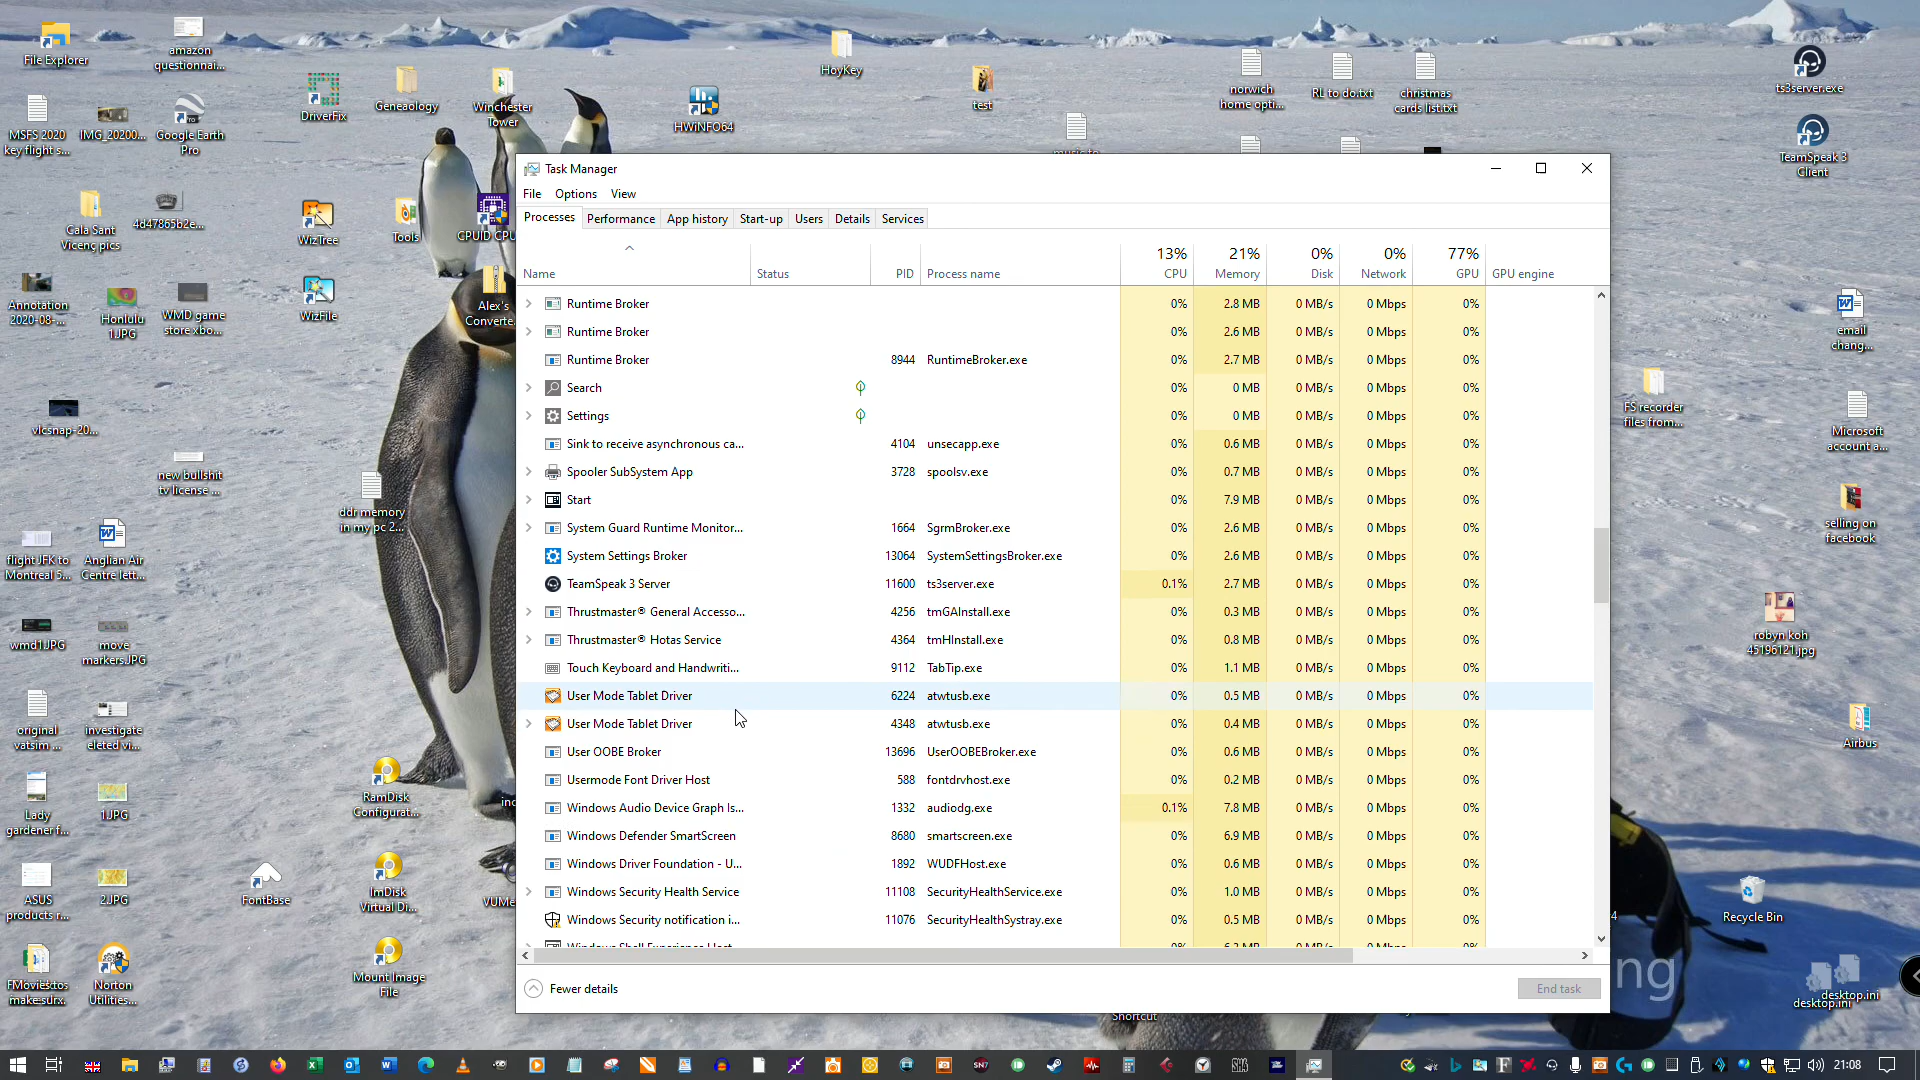 File Explorer
amazon
questionnai...
MSFS 2020
key flight s...
IMG_20200...
Google Earth
Pro
DriverFix
Geneaology
Winchester
Tower
HWiNFO64
HoyKey
test
norwich
home opti...
RL to do.txt
christmas
cards list.txt
ts3server.exe
TeamSpeak 3
Client
Cala Sant
Vicenç pics
4d47865b2e...
WizTree
Tools
CPUID CPU
Annotation
2020-08-...
Honlulu
1.JPG
WMD game
store xbo...
WizFile
Alex's
Converte...
vlcsnap-20...
new bullshit
tv license ...
ddr memory
in my pc 2...
flight JFK to
Montreal 5...
Anglian Air
Centre lett...
wmd1.JPG
move
markers.JPG
original
vatsim ...
investigate
eleted vi...
RamDisk
Configurat...
Lady
gardener f...
1.JPG
ASUS
products r...
2.JPG
FontBase
ImDisk
Virtual Di...
Norton
Utilities...
Mount Image
File
email
chang...
FS recorder
files from...
Microsoft
account a...
selling on
facebook
robyn koh
45196121.jpg
Airbus
Recycle Bin
desktop.ini
desktop.ini
Shortcut
ng
Task Manager
File Options View
Processes Performance App history Start-up Users Details Services
13% 21% 0% 0% 77%
Name Status PID Process name CPU Memory Disk Network GPU GPU engine
Runtime Broker 0% 2.8 MB 0 MB/s 0 Mbps 0%
Runtime Broker 0% 2.6 MB 0 MB/s 0 Mbps 0%
Runtime Broker 8944 RuntimeBroker.exe 0% 2.7 MB 0 MB/s 0 Mbps 0%
Search 0% 0 MB 0 MB/s 0 Mbps 0%
Settings 0% 0 MB 0 MB/s 0 Mbps 0%
Sink to receive asynchronous ca... 4104 unsecapp.exe 0% 0.6 MB 0 MB/s 0 Mbps 0%
Spooler SubSystem App 3728 spoolsv.exe 0% 0.7 MB 0 MB/s 0 Mbps 0%
Start 0% 7.9 MB 0 MB/s 0 Mbps 0%
System Guard Runtime Monitor... 1664 SgrmBroker.exe 0% 2.6 MB 0 MB/s 0 Mbps 0%
System Settings Broker 13064 SystemSettingsBroker.exe 0% 2.6 MB 0 MB/s 0 Mbps 0%
TeamSpeak 3 Server 11600 ts3server.exe 0.1% 2.7 MB 0 MB/s 0 Mbps 0%
Thrustmaster® General Accesso... 4256 tmGAInstall.exe 0% 0.3 MB 0 MB/s 0 Mbps 0%
Thrustmaster® Hotas Service 4364 tmHInstall.exe 0% 0.8 MB 0 MB/s 0 Mbps 0%
Touch Keyboard and Handwriti... 9112 TabTip.exe 0% 1.1 MB 0 MB/s 0 Mbps 0%
User Mode Tablet Driver 6224 atwtusb.exe 0% 0.5 MB 0 MB/s 0 Mbps 0%
User Mode Tablet Driver 4348 atwtusb.exe 0% 0.4 MB 0 MB/s 0 Mbps 0%
User OOBE Broker 13696 UserOOBEBroker.exe 0% 0.6 MB 0 MB/s 0 Mbps 0%
Usermode Font Driver Host 588 fontdrvhost.exe 0% 0.2 MB 0 MB/s 0 Mbps 0%
Windows Audio Device Graph Is... 1332 audiodg.exe 0.1% 7.8 MB 0 MB/s 0 Mbps 0%
Windows Defender SmartScreen 8680 smartscreen.exe 0% 6.9 MB 0 MB/s 0 Mbps 0%
Windows Driver Foundation - U... 1892 WUDFHost.exe 0% 0.6 MB 0 MB/s 0 Mbps 0%
Windows Security Health Service 11108 SecurityHealthService.exe 0% 1.0 MB 0 MB/s 0 Mbps 0%
Windows Security notification i... 11076 SecurityHealthSystray.exe 0% 0.5 MB 0 MB/s 0 Mbps 0%
Fewer details
End task
21:08